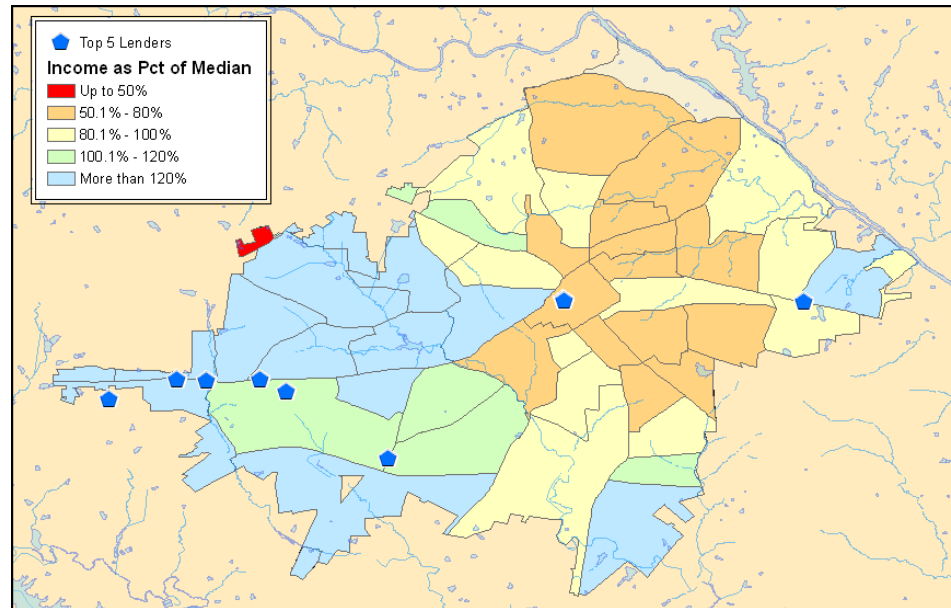 Top 5 Lenders
Income as Pct of Median
Up to 50%
50.1% - 80%
80.1% - 100%
100.1% - 120%
More than 120%